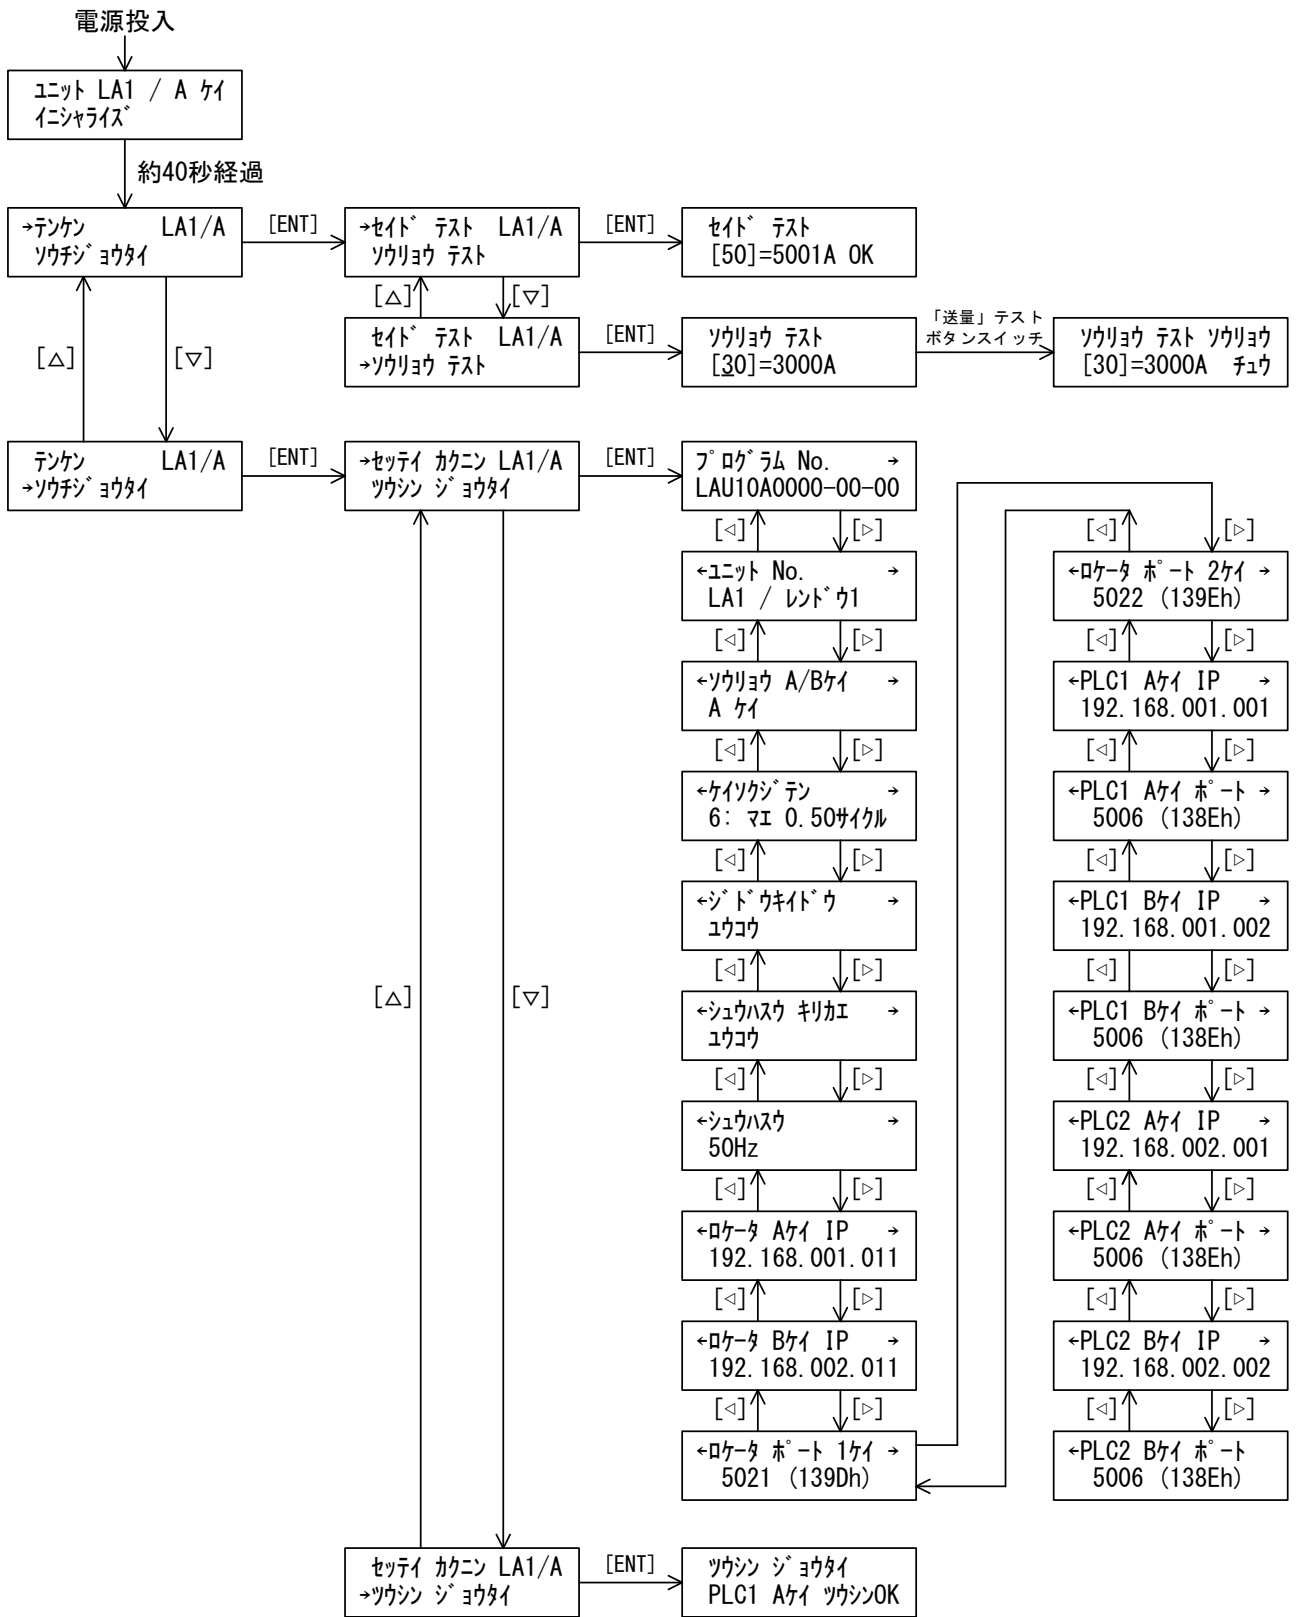 電源投入
ﾕﾆｯﾄ LA1 / A ｹｲ
ｲﾆｼｬﾗｲｽﾞ
約40秒経過
→ﾃﾝｹﾝ LA1/A
ｿｳﾁｼﾞｮｳﾀｲ
[ENT]
→ｾｲﾄﾞ ﾃｽﾄ LA1/A
ｿｳﾘｮｳ ﾃｽﾄ
[ENT]
ｾｲﾄﾞ ﾃｽﾄ
[50]=5001A OK
[△]
[▽]
ｾｲﾄﾞ ﾃｽﾄ LA1/A
→ｿｳﾘｮｳ ﾃｽﾄ
[ENT]
ｿｳﾘｮｳ ﾃｽﾄ
[30]=3000A
「送量」テスト
ボタンスイッチ
ｿｳﾘｮｳ ﾃｽﾄ ｿｳﾘｮｳ
[30]=3000A ﾁｭｳ
[△]
[▽]
ﾃﾝｹﾝ LA1/A
→ｿｳﾁｼﾞｮｳﾀｲ
[ENT]
→ｾｯﾃｲ ｶｸﾆﾝ LA1/A
ﾂｳｼﾝ ｼﾞｮｳﾀｲ
[ENT]
ﾌﾟﾛｸﾞﾗﾑ No. →
LAU10A0000-00-00
[◁]
[▷]
←ﾕﾆｯﾄ No. →
LA1 / ﾚﾝﾄﾞｳ1
[◁]
[▷]
←ｿｳﾘｮｳ A/Bｹｲ →
A ｹｲ
[◁]
[▷]
←ｹｲｿｸｼﾞﾃﾝ →
6: ﾏｴ 0.50ｻｲｸﾙ
[◁]
[▷]
←ｼﾞﾄﾞｳｷｲﾄﾞｳ →
ﾕｳｺｳ
[◁]
[▷]
←ｼｭｳﾊｽｳ ｷﾘｶｴ →
ﾕｳｺｳ
[◁]
[▷]
←ｼｭｳﾊｽｳ →
50Hz
[◁]
[▷]
←ﾛｹｰﾀ Aｹｲ IP →
192.168.001.011
[◁]
[▷]
←ﾛｹｰﾀ Bｹｲ IP →
192.168.002.011
[◁]
[▷]
←ﾛｹｰﾀ ﾎﾟｰﾄ 1ｹｲ →
5021 (139Dh)
[◁]
[▷]
←ﾛｹｰﾀ ﾎﾟｰﾄ 2ｹｲ →
5022 (139Eh)
[◁]
[▷]
←PLC1 Aｹｲ IP →
192.168.001.001
[◁]
[▷]
←PLC1 Aｹｲ ﾎﾟｰﾄ →
5006 (138Eh)
[◁]
[▷]
←PLC1 Bｹｲ IP →
192.168.001.002
[◁]
[▷]
←PLC1 Bｹｲ ﾎﾟｰﾄ →
5006 (138Eh)
[◁]
[▷]
←PLC2 Aｹｲ IP →
192.168.002.001
[◁]
[▷]
←PLC2 Aｹｲ ﾎﾟｰﾄ →
5006 (138Eh)
[◁]
[▷]
←PLC2 Bｹｲ IP →
192.168.002.002
[◁]
[▷]
←PLC2 Bｹｲ ﾎﾟｰﾄ
5006 (138Eh)
[△]
[▽]
ｾｯﾃｲ ｶｸﾆﾝ LA1/A
→ﾂｳｼﾝ ｼﾞｮｳﾀｲ
[ENT]
ﾂｳｼﾝ ｼﾞｮｳﾀｲ
PLC1 Aｹｲ ﾂｳｼﾝOK